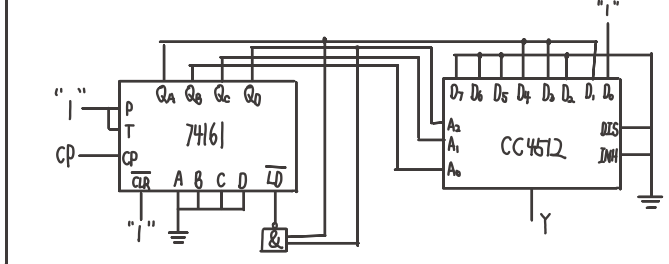 "1"
QA QB QC QD
D7 D6 D5 D4 D3 D2 D1 D0
"1"
P
T
74161
A2
A1
A0
CC4512
DIS
INH
CP
CP
CLR
A B C D
LD
"1"
&
Y